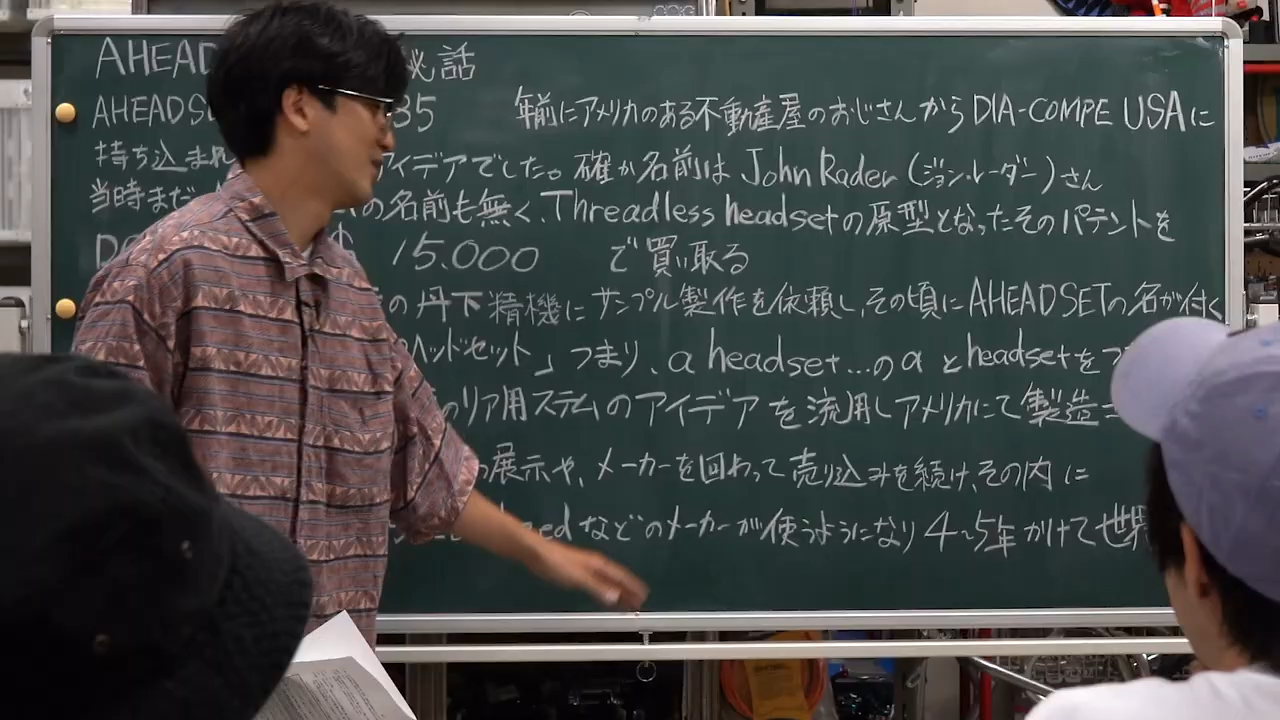 AHEAD 秘話
AHEADSE 35 年前にアメリカのある不動産屋のおじさんからDIA-COMPE USAに
持ち込まれ アイデアでした。確か名前はJohn Rader(ジョン・レーダー)さん
当時まだ の名前も無く、Threadless headsetの原型となったそのパテントを
15.000 で買い取る
の丹下精機にサンプル製作を依頼し、その頃にAHEADSETの名が付く
ヘッドセット」つまり、a headset...のaとheadsetを
のリア用ステムのアイデアを流用しアメリカにて製造
展示や、メーカーを回わって売り込みを続け、その内に
などのメーカーが使うようになり4~5年かけて世界